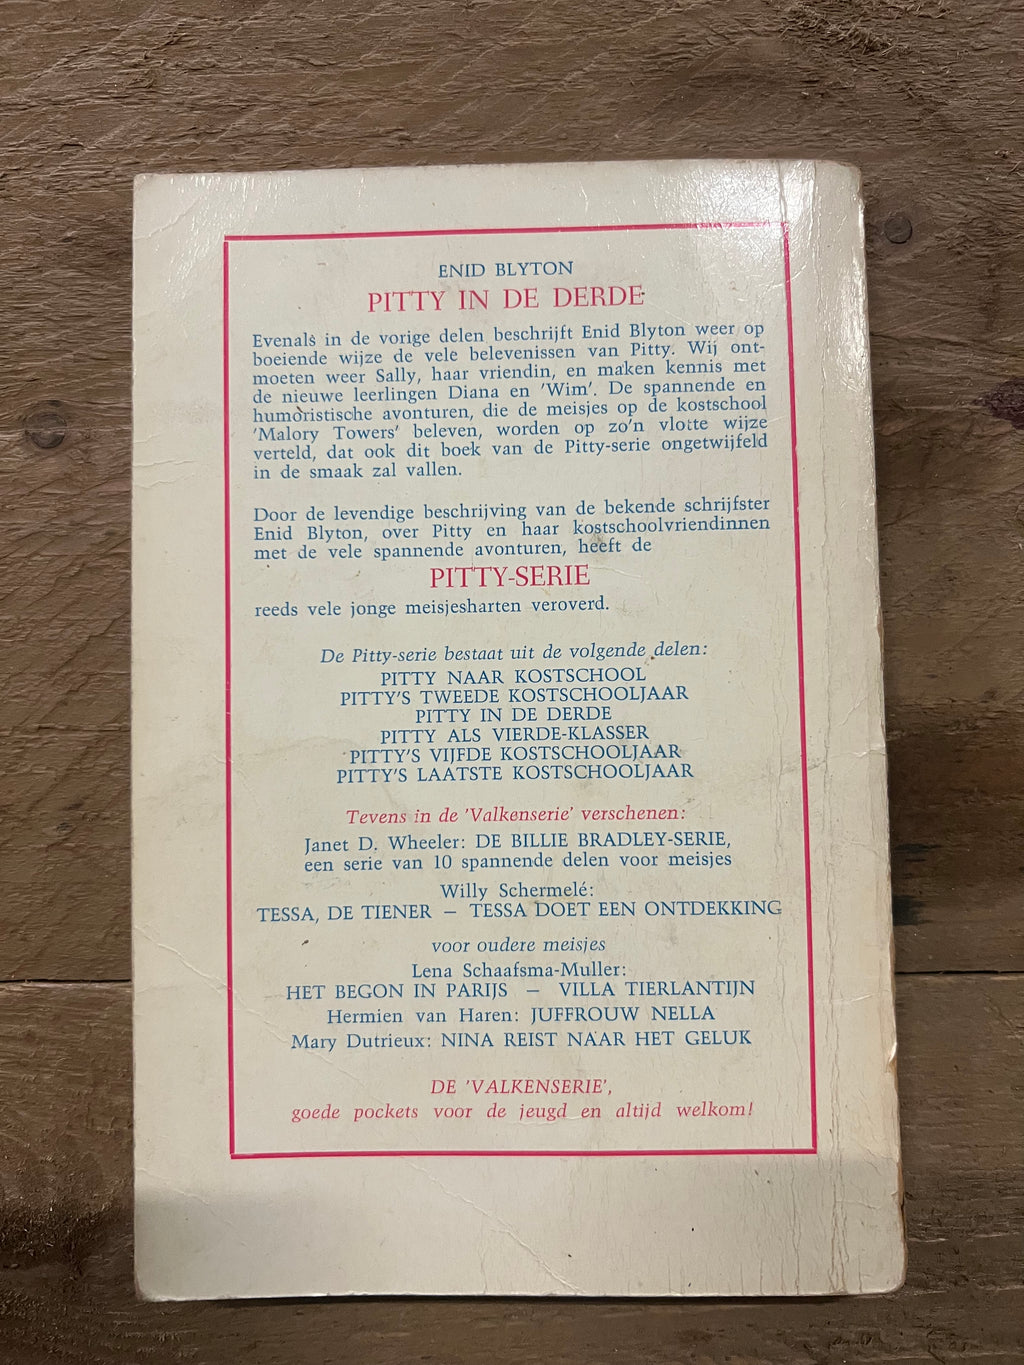 ENID BLYTON
PITTY IN DE DERDE
Evenals in de vorige delen beschrijft Enid Blyton weer op
boeiende wijze de vele belevenissen van Pitty. Wij ont-
moeten weer Sally, haar vriendin, en maken kennis met
de nieuwe leerlingen Diana en 'Wim'. De spannende en
humoristische avonturen, die de meisjes op de kostschool
'Malory Towers' beleven, worden op zo'n vlotte wijze
verteld, dat ook dit boek van de Pitty-serie ongetwijfeld
in de smaak zal vallen.
Door de levendige beschrijving van de bekende schrijfster
Enid Blyton, over Pitty en haar kostschoolvriendinnen
met de vele spannende avonturen, heeft de
PITTY-SERIE
reeds vele jonge meisjesharten veroverd.
De Pitty-serie bestaat uit de volgende delen:
PITTY NAAR KOSTSCHOOL
PITTY'S TWEEDE KOSTSCHOOLJAAR
PITTY IN DE DERDE
PITTY ALS VIERDE-KLASSER
PITTY'S VIJFDE KOSTSCHOOLJAAR
PITTY'S LAATSTE KOSTSCHOOLJAAR
Tevens in de 'Valkenserie' verschenen:
Janet D. Wheeler: DE BILLIE BRADLEY-SERIE,
een serie van 10 spannende delen voor meisjes
Willy Schermelé:
TESSA, DE TIENER — TESSA DOET EEN ONTDEKKING
voor oudere meisjes
Lena Schaafsma-Muller:
HET BEGON IN PARIJS — VILLA TIERLANTIJN
Hermien van Haren: JUFFROUW NELLA
Mary Dutrieux: NINA REIST NAAR HET GELUK
DE 'VALKENSERIE',
goede pockets voor de jeugd en altijd welkom!